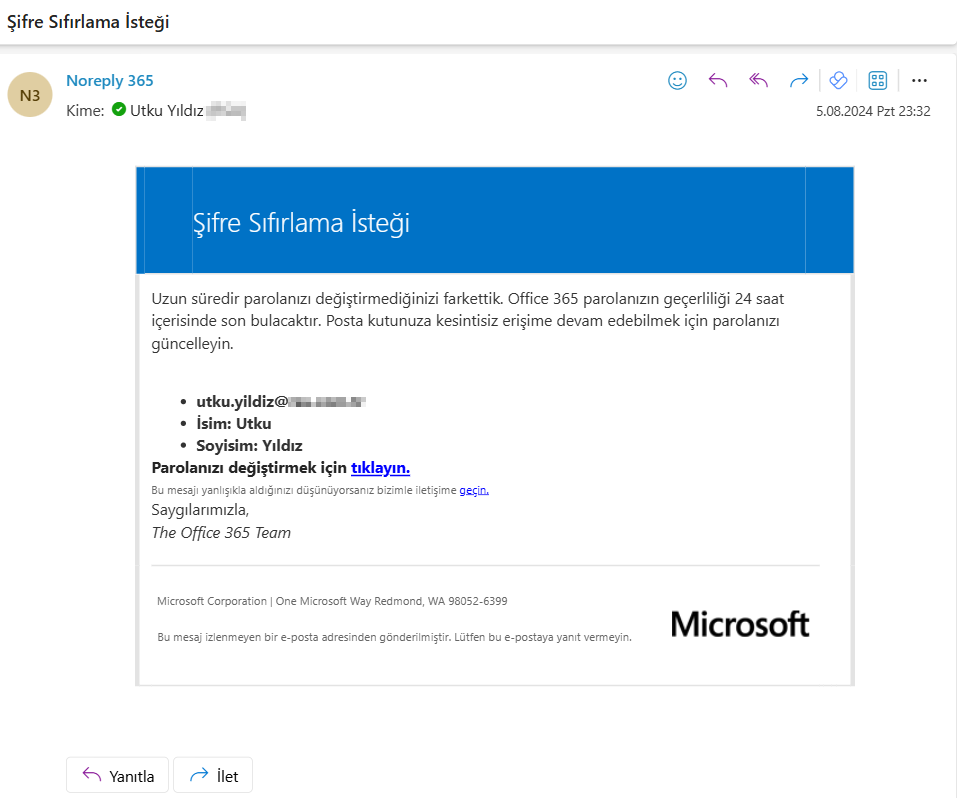 Şifre Sıfırlama İsteği
N3
Noreply 365
Kime: Utku Yıldız
5.08.2024 Pzt 23:32
Şifre Sıfırlama İsteği
Uzun süredir parolanızı değiştirmediğinizi farkettik. Office 365 parolanızın geçerliliği 24 saat
içerisinde son bulacaktır. Posta kutunuza kesintisiz erişime devam edebilmek için parolanızı
güncelleyin.
• utku.yildiz@
• İsim: Utku
• Soyisim: Yıldız
Parolanızı değiştirmek için tıklayın.
Bu mesajı yanlışıkla aldığınızı düşünüyorsanız bizimle iletişime geçin.
Saygılarımızla,
The Office 365 Team
Microsoft Corporation | One Microsoft Way Redmond, WA 98052-6399
Bu mesaj izlenmeyen bir e-posta adresinden gönderilmiştir. Lütfen bu e-postaya yanıt vermeyin.
Microsoft
Yanıtla
İlet